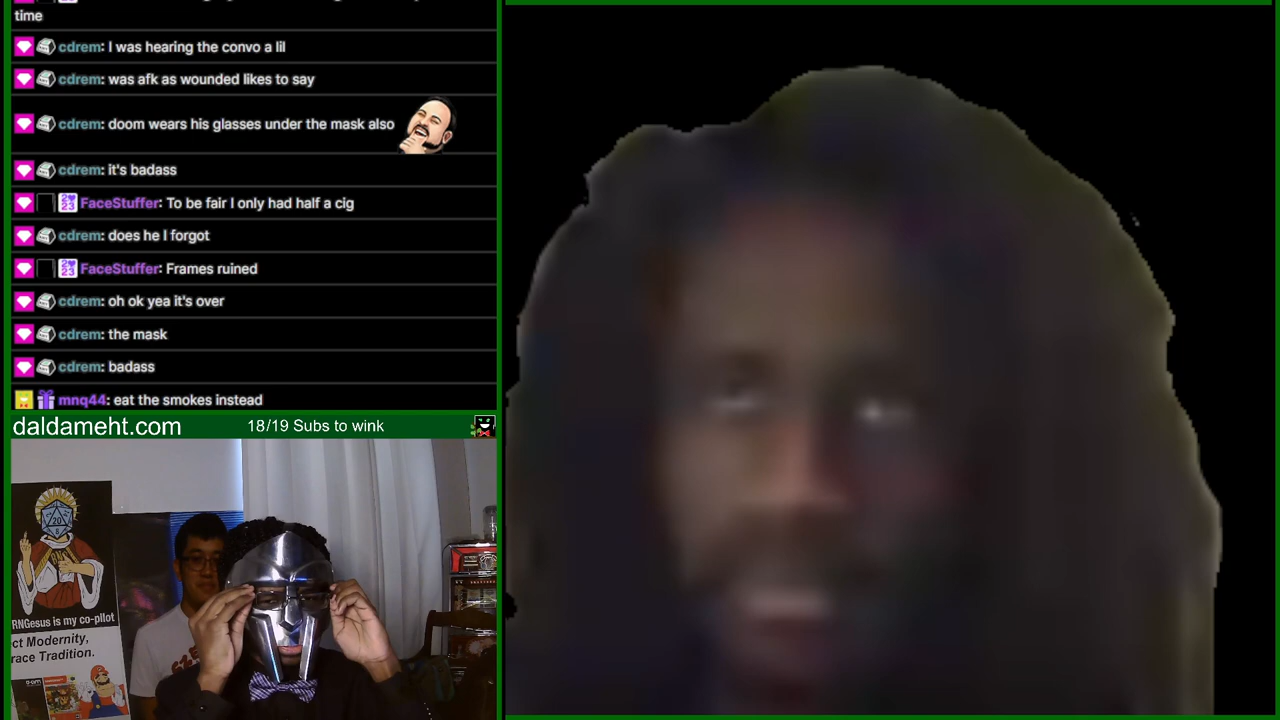 time
cdrem: I was hearing the convo a lil
cdrem: was afk as wounded likes to say
cdrem: doom wears his glasses under the mask also
cdrem: it's badass
FaceStuffer: To be fair I only had half a cig
cdrem: does he I forgot
FaceStuffer: Frames ruined
cdrem: oh ok yea it's over
cdrem: the mask
cdrem: badass
mnq44: eat the smokes instead
daldameht.com
18/19 Subs to wink
20
RNGesus is my co-pilot
ct Modernity,
race Tradition.